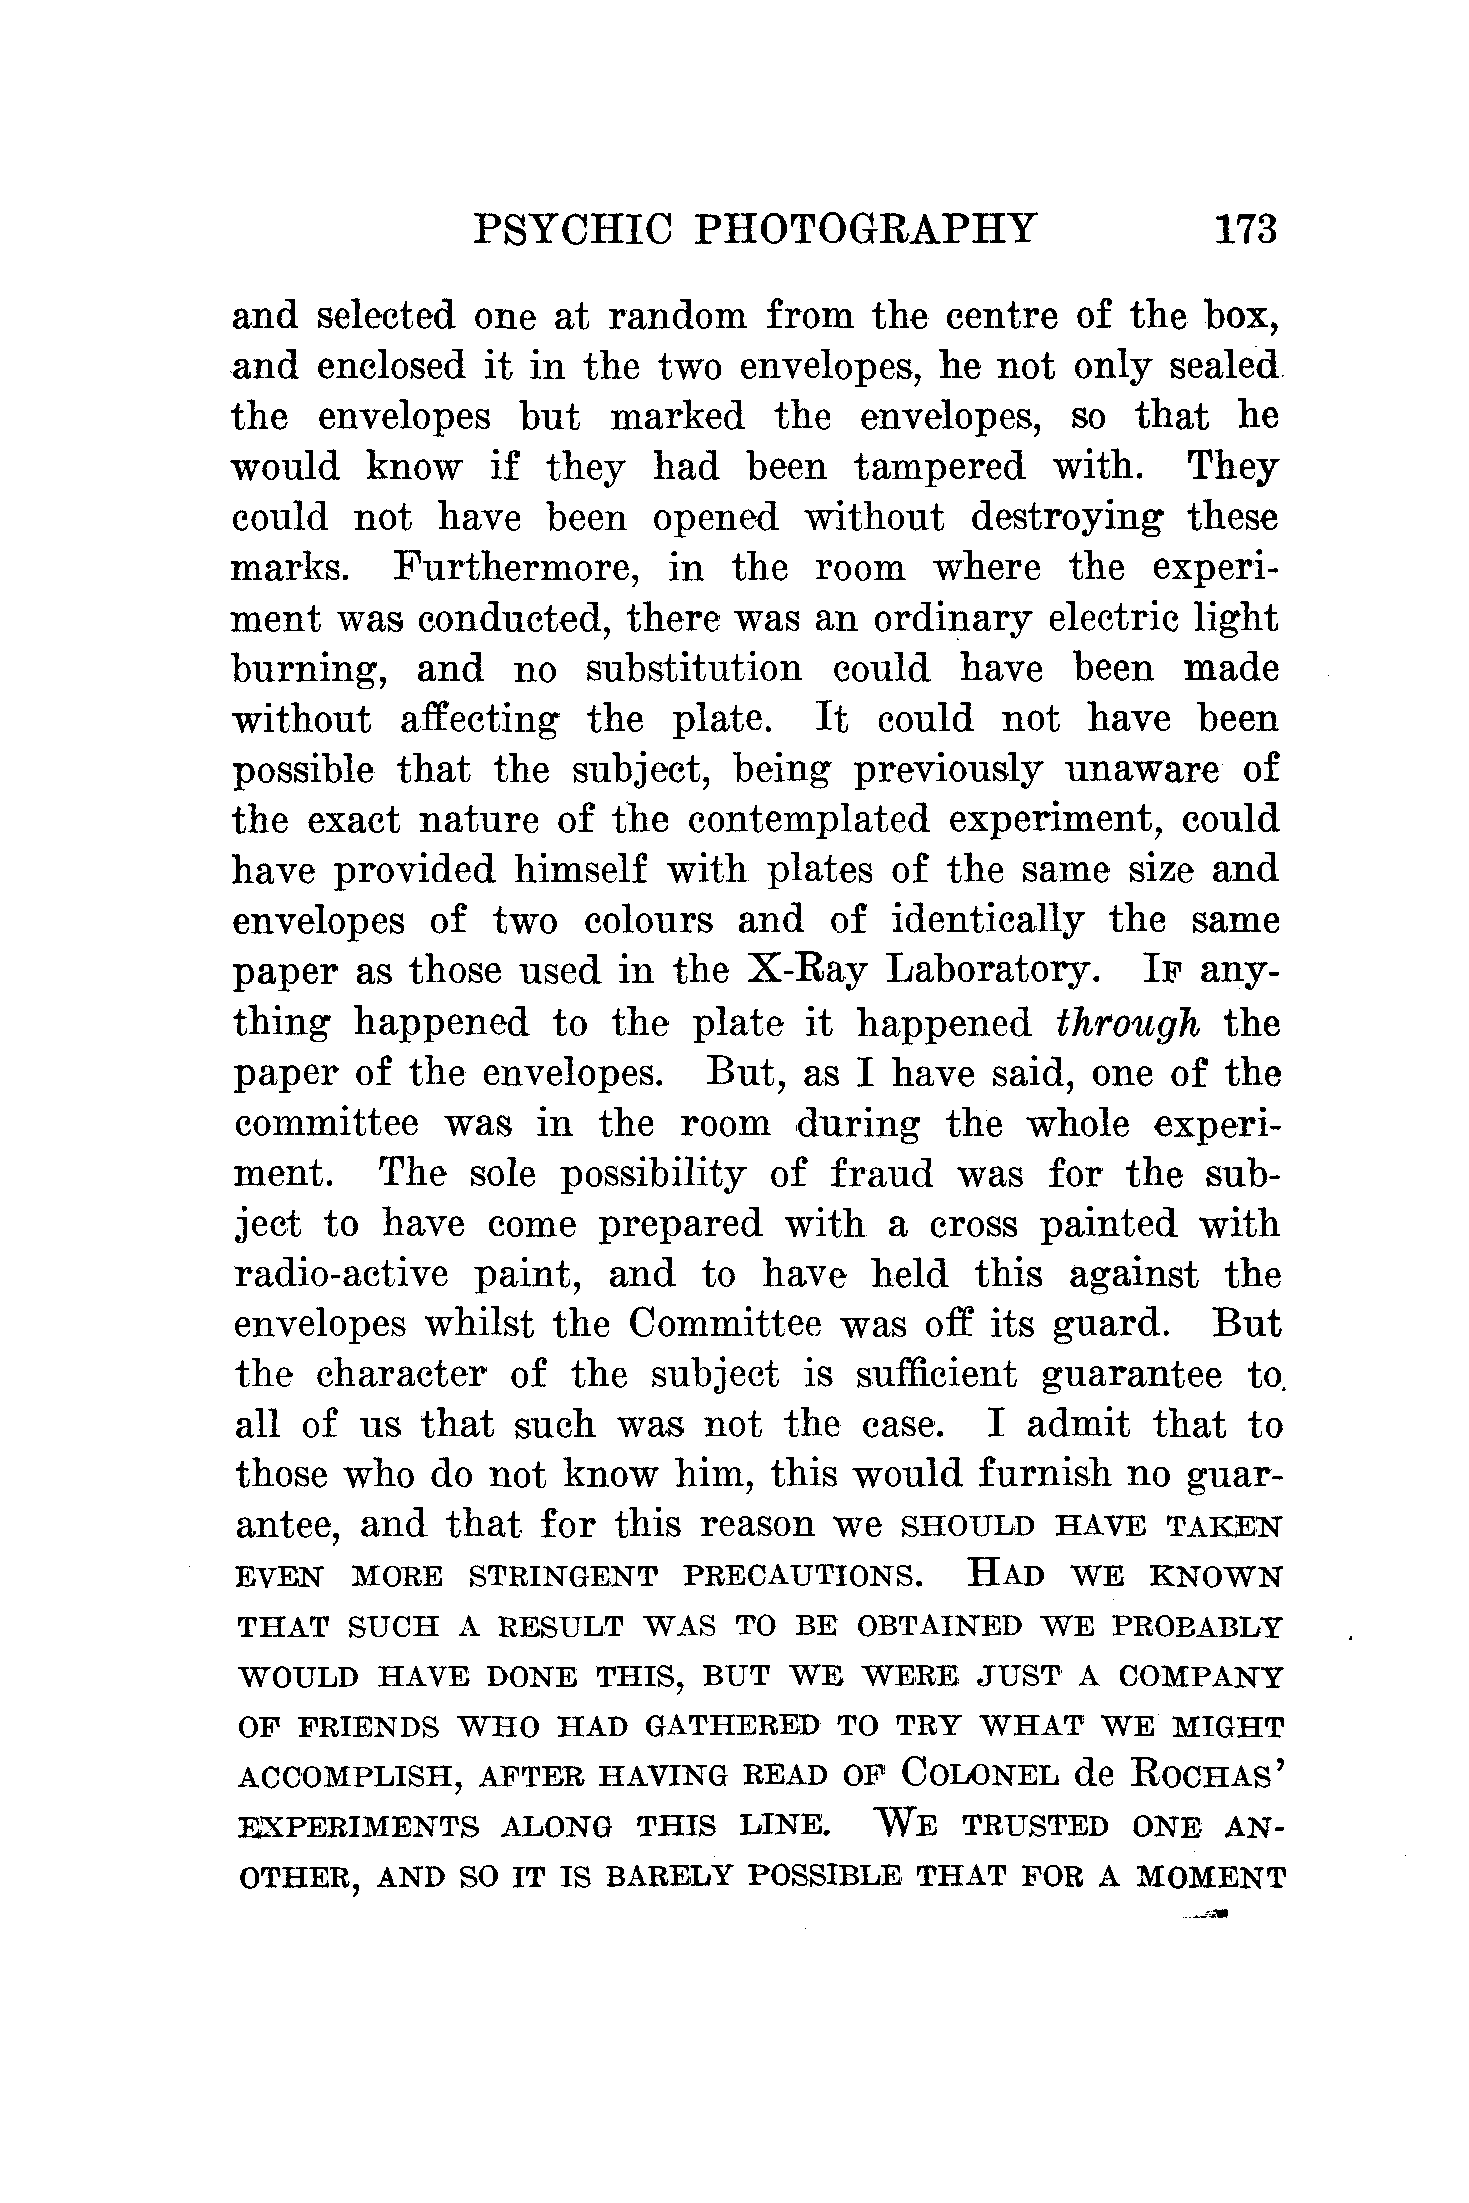 PSYCHIC PHOTOGRAPHY 173
and selected one at random from the centre of the box,
and enclosed it in the two envelopes, he not only sealed
the envelopes but marked the envelopes, so that he
would know if they had been tampered with. They
could not have been opened without destroying these
marks. Furthermore, in the room where the experi-
ment was conducted, there was an ordinary electric light
burning, and no substitution could have been made
without affecting the plate. It could not have been
possible that the subject, being previously unaware of
the exact nature of the contemplated experiment, could
have provided himself with plates of the same size and
envelopes of two colours and of identically the same
paper as those used in the X-Ray Laboratory. IF any-
thing happened to the plate it happened through the
paper of the envelopes. But, as I have said, one of the
committee was in the room during the whole experi-
ment. The sole possibility of fraud was for the sub-
ject to have come prepared with a cross painted with
radio-active paint, and to have held this against the
envelopes whilst the Committee was off its guard. But
the character of the subject is sufficient guarantee to
all of us that such was not the case. I admit that to
those who do not know him, this would furnish no guar-
antee, and that for this reason we SHOULD HAVE TAKEN
EVEN MORE STRINGENT PRECAUTIONS. HAD WE KNOWN
THAT SUCH A RESULT WAS TO BE OBTAINED WE PROBABLY
WOULD HAVE DONE THIS, BUT WE WERE JUST A COMPANY
OF FRIENDS WHO HAD GATHERED TO TRY WHAT WE MIGHT
ACCOMPLISH, AFTER HAVING READ OF COLONEL de ROCHAS'
EXPERIMENTS ALONG THIS LINE. WE TRUSTED ONE AN-
OTHER, AND SO IT IS BARELY POSSIBLE THAT FOR A MOMENT